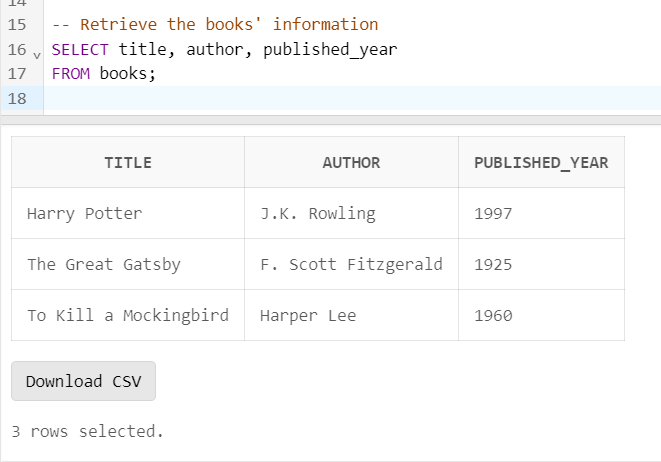 14
15 -- Retrieve the books' information
16 SELECT title, author, published_year
17 FROM books;
18
TITLE AUTHOR PUBLISHED_YEAR
Harry Potter J.K. Rowling 1997
The Great Gatsby F. Scott Fitzgerald 1925
To Kill a Mockingbird Harper Lee 1960
Download CSV
3 rows selected.